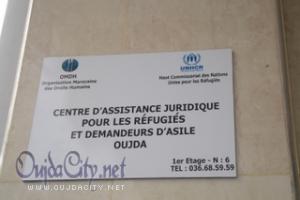 OMDH
Organisation Marocaine
des Droits Humains
UNHCR
Haut Commissariat des Nations
Unies pour les Réfugiés
CENTRE D'ASSISTANCE JURIDIQUE
POUR LES RÉFUGIÉS
ET DEMANDEURS D'ASILE
OUJDA
1er Etage - N : 6
TEL : 036.68.59.59
OujdaCity.net
WWW.OUJDACITY.NET